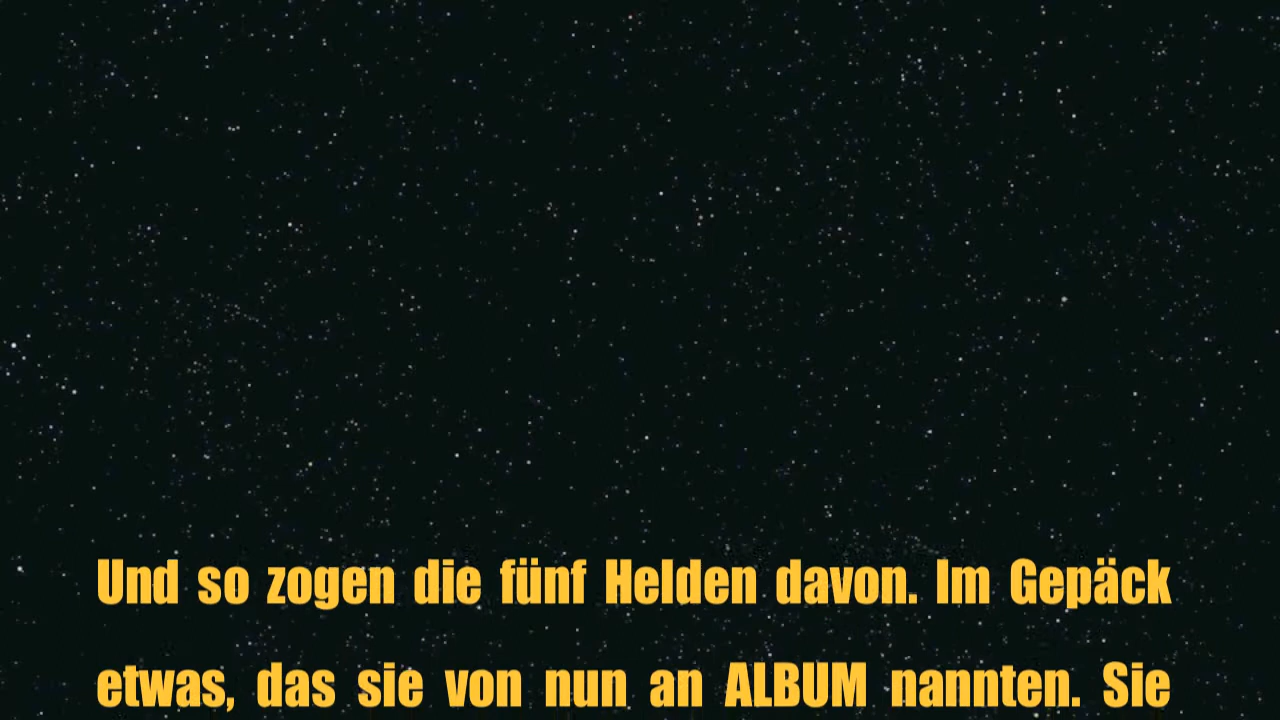 Und so zogen die fünf Helden davon. Im Gepäck
etwas, das sie von nun an ALBUM nannten. Sie